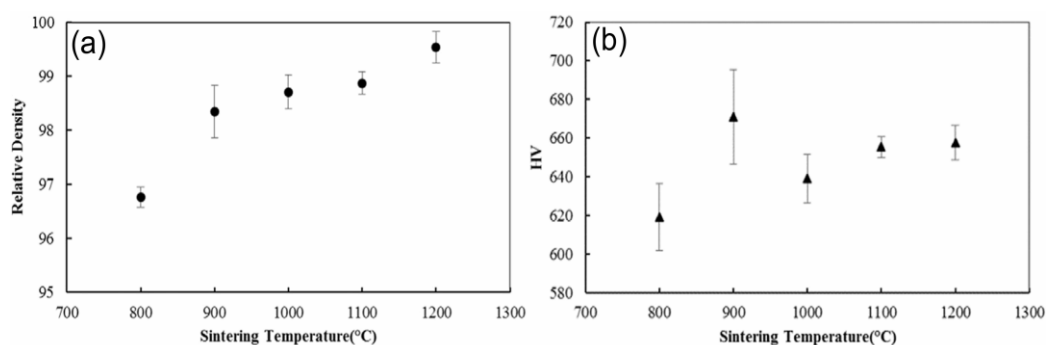 (a)
Relative Density
100
99
98
97
96
95
700 800 900 1000 1100 1200 1300
Sintering Temperature(°C)
(b)
HV
720
700
680
660
640
620
600
580
700 800 900 1000 1100 1200 1300
Sintering Temperature(°C)